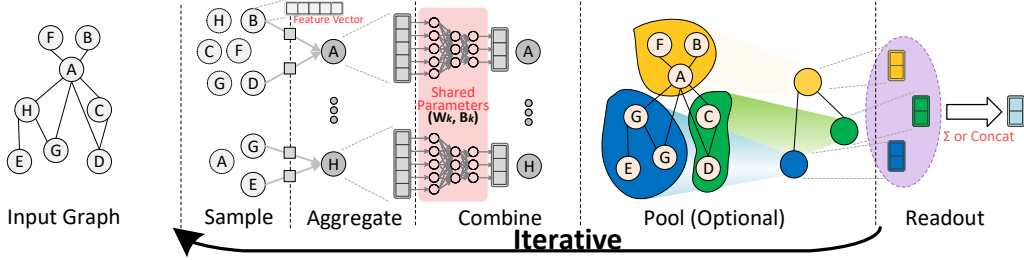 F B
A
H C
E G D
Input Graph
H B
C F
G D
A G
E
Sample
Feature Vector
A
H
Aggregate
Shared
Parameters
(Wk, Bk)
A
H
Combine
F B
A
G C
E G D
Pool (Optional)
Σ or Concat
Readout
Iterative